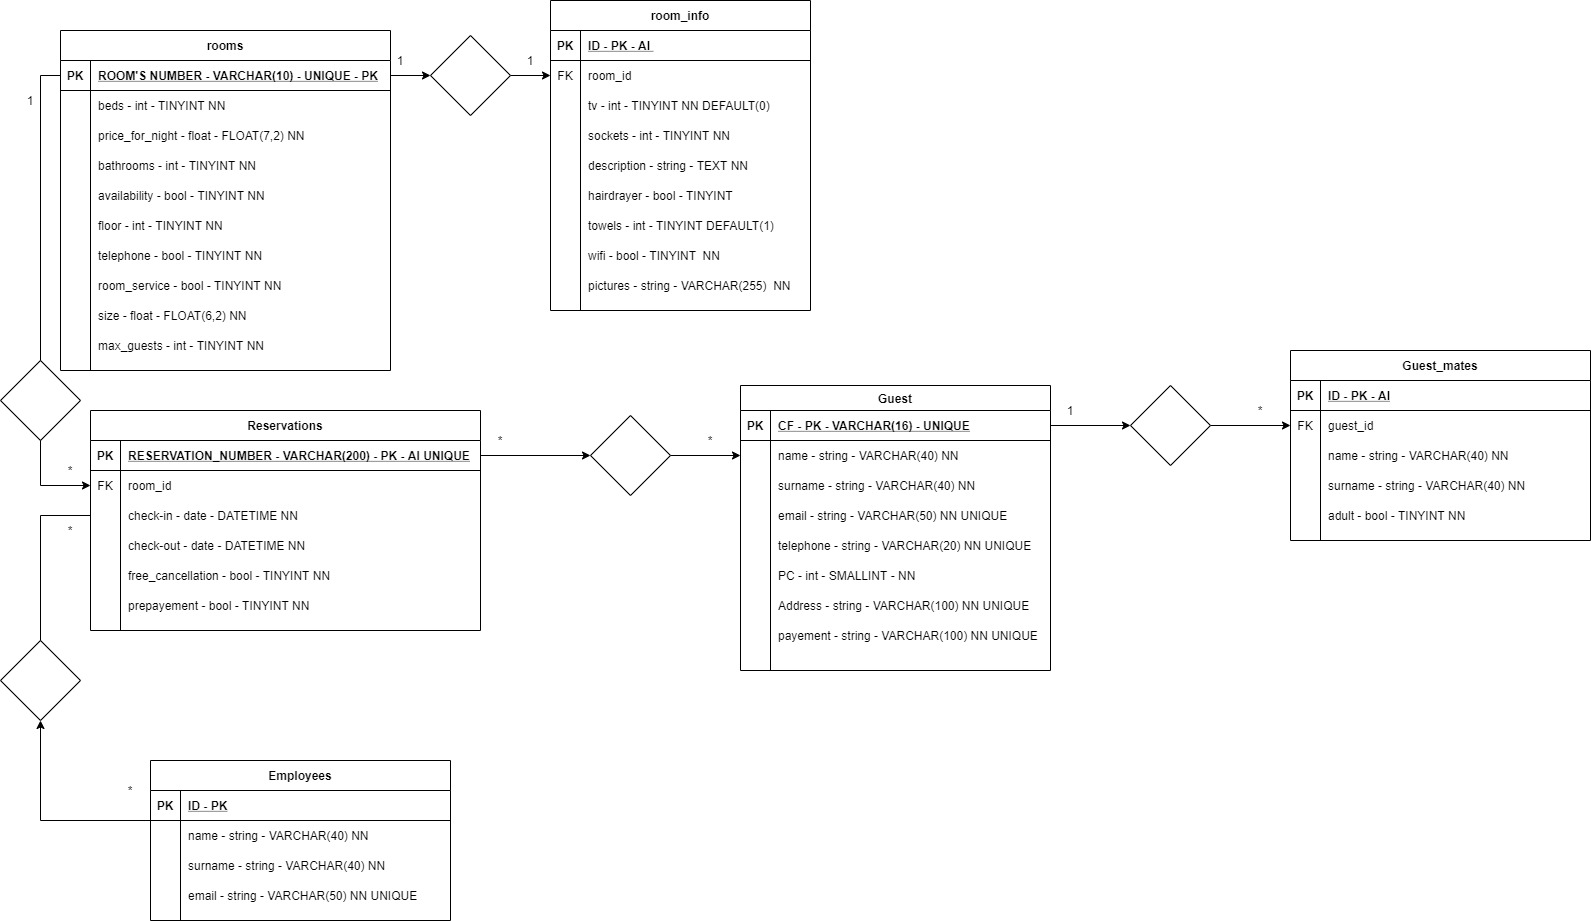 rooms
PK ROOM'S NUMBER - VARCHAR(10) - UNIQUE - PK
beds - int - TINYINT NN
price_for_night - float - FLOAT(7,2) NN
bathrooms - int - TINYINT NN
availability - bool - TINYINT NN
floor - int - TINYINT NN
telephone - bool - TINYINT NN
room_service - bool - TINYINT NN
size - float - FLOAT(6,2) NN
max_guests - int - TINYINT NN
1
1
room_info
PK ID - PK - AI
FK room_id
tv - int - TINYINT NN DEFAULT(0)
sockets - int - TINYINT NN
description - string - TEXT NN
hairdrayer - bool - TINYINT
towels - int - TINYINT DEFAULT(1)
wifi - bool - TINYINT NN
pictures - string - VARCHAR(255) NN
1
*
Reservations
PK RESERVATION_NUMBER - VARCHAR(200) - PK - AI UNIQUE
FK room_id
check-in - date - DATETIME NN
check-out - date - DATETIME NN
free_cancellation - bool - TINYINT NN
prepayement - bool - TINYINT NN
*
*
Guest
PK CF - PK - VARCHAR(16) - UNIQUE
name - string - VARCHAR(40) NN
surname - string - VARCHAR(40) NN
email - string - VARCHAR(50) NN UNIQUE
telephone - string - VARCHAR(20) NN UNIQUE
PC - int - SMALLINT - NN
Address - string - VARCHAR(100) NN UNIQUE
payement - string - VARCHAR(100) NN UNIQUE
1
*
Guest_mates
PK ID - PK - AI
FK guest_id
name - string - VARCHAR(40) NN
surname - string - VARCHAR(40) NN
adult - bool - TINYINT NN
*
*
Employees
PK ID - PK
name - string - VARCHAR(40) NN
surname - string - VARCHAR(40) NN
email - string - VARCHAR(50) NN UNIQUE